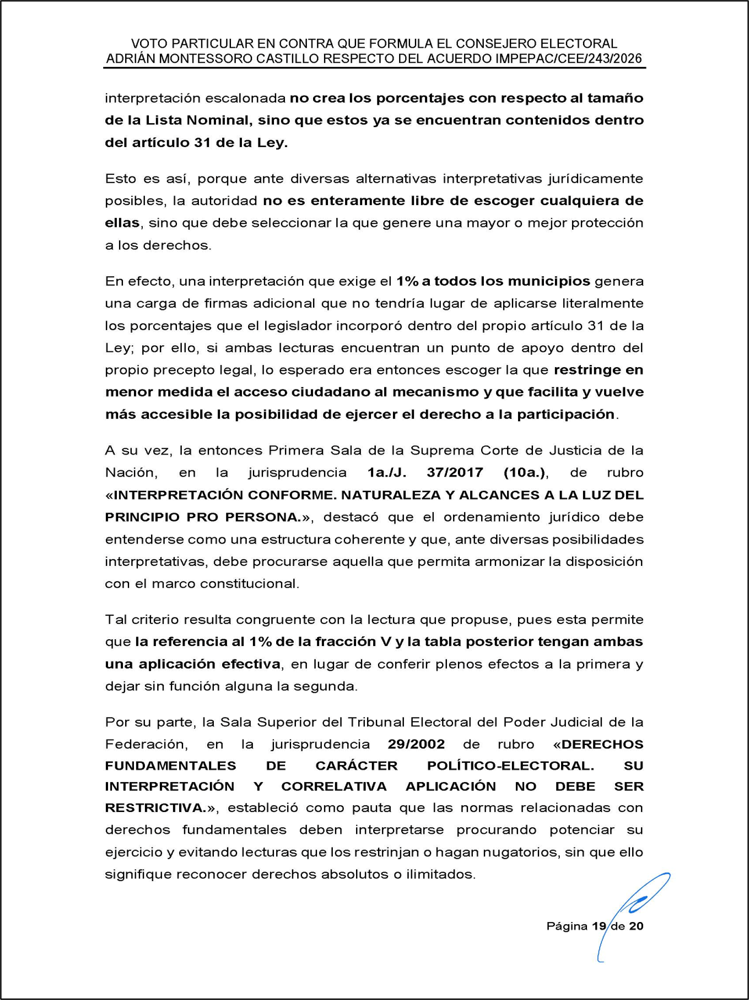 VOTO PARTICULAR EN CONTRA QUE FORMULA EL CONSEJERO ELECTORAL
ADRIÁN MONTESSORO CASTILLO RESPECTO DEL ACUERDO IMPEPAC/CEE/243/2026
interpretación escalonada no crea los porcentajes con respecto al tamaño
de la Lista Nominal, sino que estos ya se encuentran contenidos dentro
del artículo 31 de la Ley.
Esto es así, porque ante diversas alternativas interpretativas jurídicamente
posibles, la autoridad no es enteramente libre de escoger cualquiera de
ellas, sino que debe seleccionar la que genere una mayor o mejor protección
a los derechos.
En efecto, una interpretación que exige el 1% a todos los municipios genera
una carga de firmas adicional que no tendría lugar de aplicarse literalmente
los porcentajes que el legislador incorporó dentro del propio artículo 31 de la
Ley; por ello, si ambas lecturas encuentran un punto de apoyo dentro del
propio precepto legal, lo esperado era entonces escoger la que restringe en
menor medida el acceso ciudadano al mecanismo y que facilita y vuelve
más accesible la posibilidad de ejercer el derecho a la participación.
A su vez, la entonces Primera Sala de la Suprema Corte de Justicia de la
Nación, en la jurisprudencia 1a./J. 37/2017 (10a.), de rubro
«INTERPRETACIÓN CONFORME. NATURALEZA Y ALCANCES A LA LUZ DEL
PRINCIPIO PRO PERSONA.», destacó que el ordenamiento jurídico debe
entenderse como una estructura coherente y que, ante diversas posibilidades
interpretativas, debe procurarse aquella que permita armonizar la disposición
con el marco constitucional.
Tal criterio resulta congruente con la lectura que propuse, pues esta permite
que la referencia al 1% de la fracción V y la tabla posterior tengan ambas
una aplicación efectiva, en lugar de conferir plenos efectos a la primera y
dejar sin función alguna la segunda.
Por su parte, la Sala Superior del Tribunal Electoral del Poder Judicial de la
Federación, en la jurisprudencia 29/2002 de rubro «DERECHOS
FUNDAMENTALES DE CARÁCTER POLÍTICO-ELECTORAL. SU
INTERPRETACIÓN Y CORRELATIVA APLICACIÓN NO DEBE SER
RESTRICTIVA.», estableció como pauta que las normas relacionadas con
derechos fundamentales deben interpretarse procurando potenciar su
ejercicio y evitando lecturas que los restrinjan o hagan nugatorios, sin que ello
signifique reconocer derechos absolutos o ilimitados.
Página 19 de 20